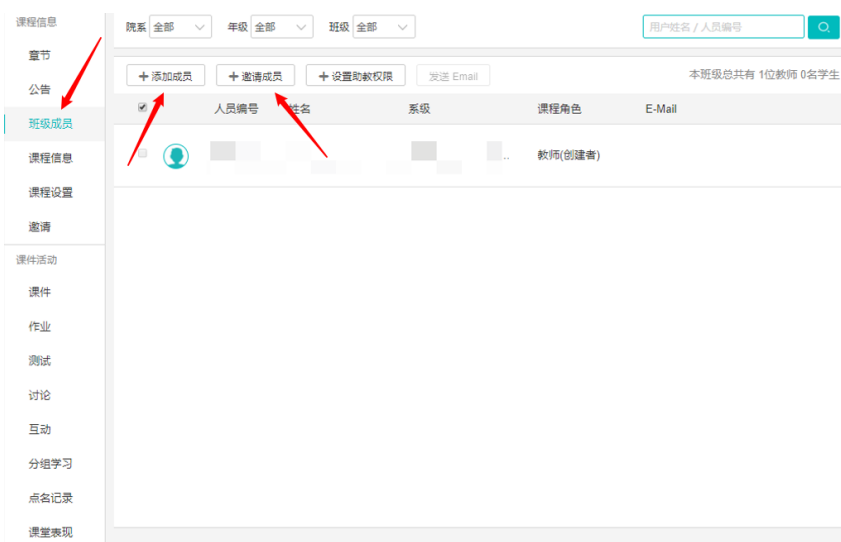 课程信息
章节
公告
班级成员
课程信息
课程设置
邀请
课件活动
课件
作业
测试
讨论
互动
分组学习
点名记录
课堂表现
院系 全部 年级 全部 班级 全部 用户姓名 / 人员编号
+添加成员 +邀请成员 +设置助教权限 发送 Email 本班级总共有 1位教师 0名学生
人员编号 姓名 系级 课程角色 E-Mail
.. 教师(创建者)